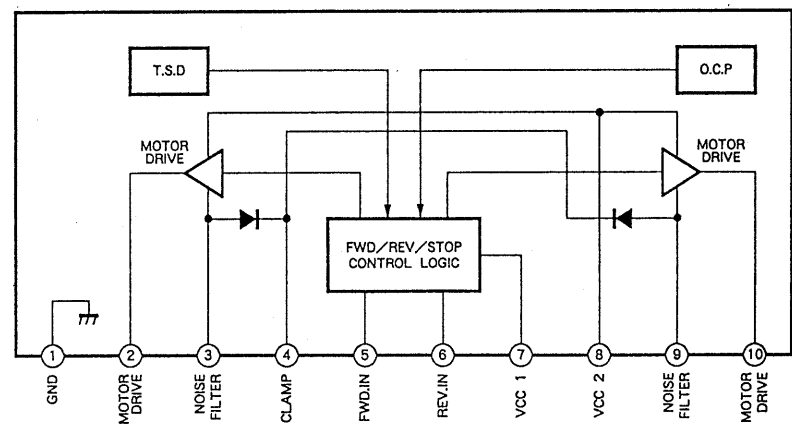 T.S.D
O.C.P
MOTOR
DRIVE
MOTOR
DRIVE
FWD/REV/STOP
CONTROL LOGIC
1
2
3
4
5
6
7
8
9
10
GND
MOTOR
DRIVE
NOISE
FILTER
CLAMP
FWD.IN
REV.IN
VCC 1
VCC 2
NOISE
FILTER
MOTOR
DRIVE